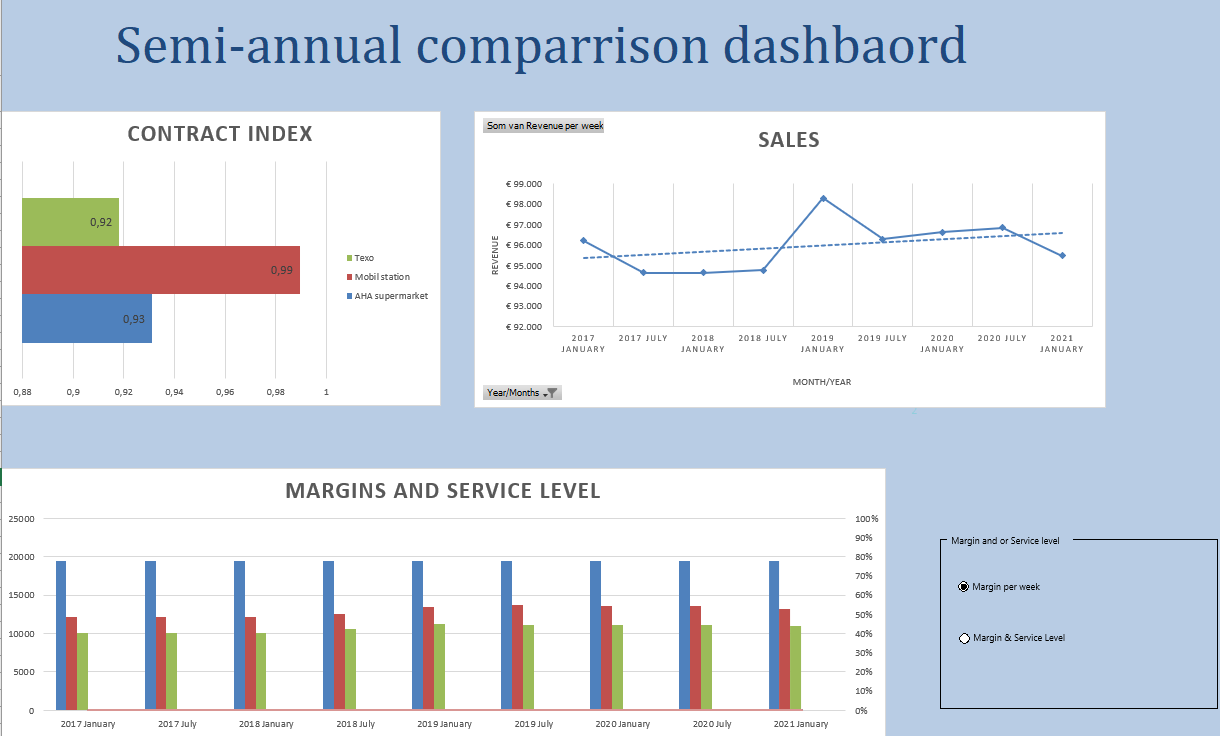 Semi-annual comparrison dashbaord
CONTRACT INDEX
0,92
0,99
0,93
Texo
Mobil station
AHA supermarket
0,88 0,9 0,92 0,94 0,96 0,98 1
Som van Revenue per week
SALES
REVENUE
€ 99.000
€ 98.000
€ 97.000
€ 96.000
€ 95.000
€ 94.000
€ 93.000
€ 92.000
2017 JANUARY
2017 JULY
2018 JANUARY
2018 JULY
2019 JANUARY
2019 JULY
2020 JANUARY
2020 JULY
2021 JANUARY
MONTH/YEAR
Year/Months
MARGINS AND SERVICE LEVEL
25000
20000
15000
10000
5000
0
100%
90%
80%
70%
60%
50%
40%
30%
20%
10%
0%
2017 January 2017 July 2018 January 2018 July 2019 January 2019 July 2020 January 2020 July 2021 January
Margin and or Service level
Margin per week
Margin & Service Level